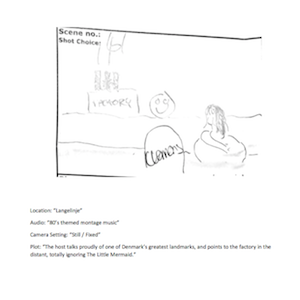 Scene no.:
Shot Choice:
FACTORY
Clemens
Location: "Langelinje"
Audio: "80's themed montage music"
Camera Setting: "Still / Fixed"
Plot: "The host talks proudly of one of Denmark's greatest landmarks, and points to the factory in the
distant, totally ignoring The Little Mermaid."